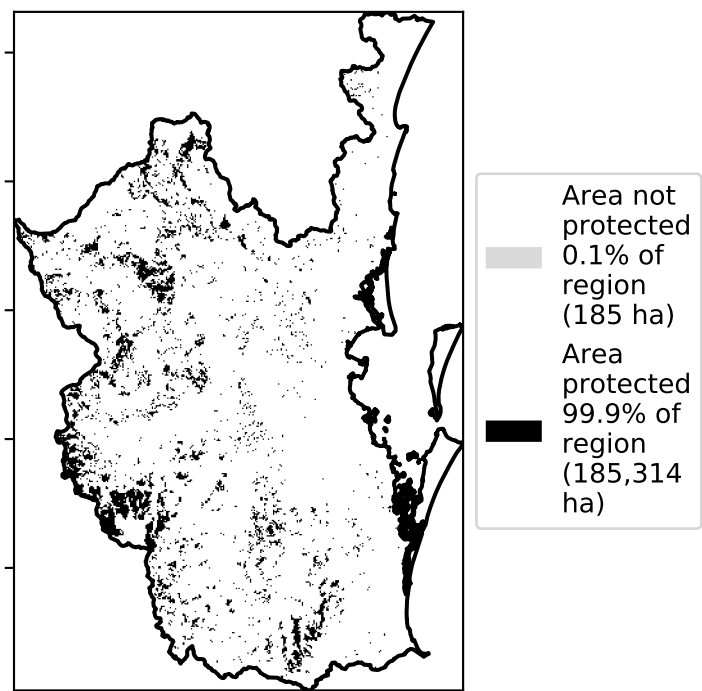 Area not
protected
0.1% of
region
(185 ha)
Area
protected
99.9% of
region
(185,314
ha)